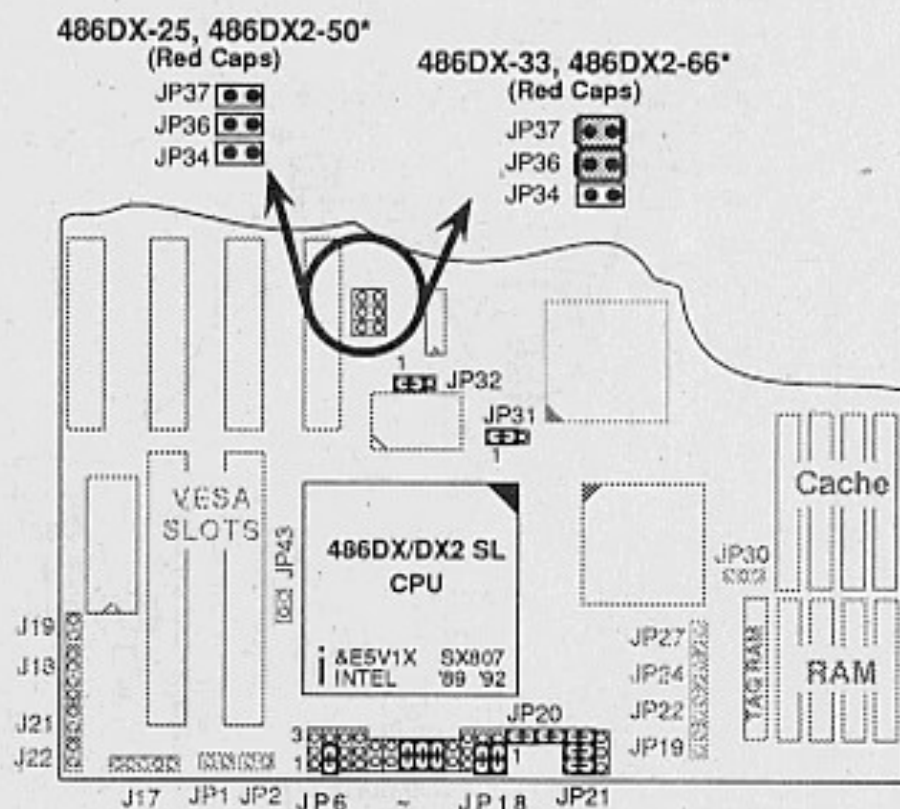 486DX-25, 486DX2-50*
(Red Caps)
JP37
JP36
JP34
486DX-33, 486DX2-66*
(Red Caps)
JP37
JP36
JP34
1
JP32
JP31
1
VESA
SLOTS
JP43
486DX/DX2 SL
CPU
i &E5V1X SX807
INTEL '89 '92
Cache
JP30
TAG RAM
RAM
J19
J18
J21
J22
JP27
JP24
JP22
JP19
JP20
3
1
1
J17 JP1 JP2 JP6 ~ JP18 JP21